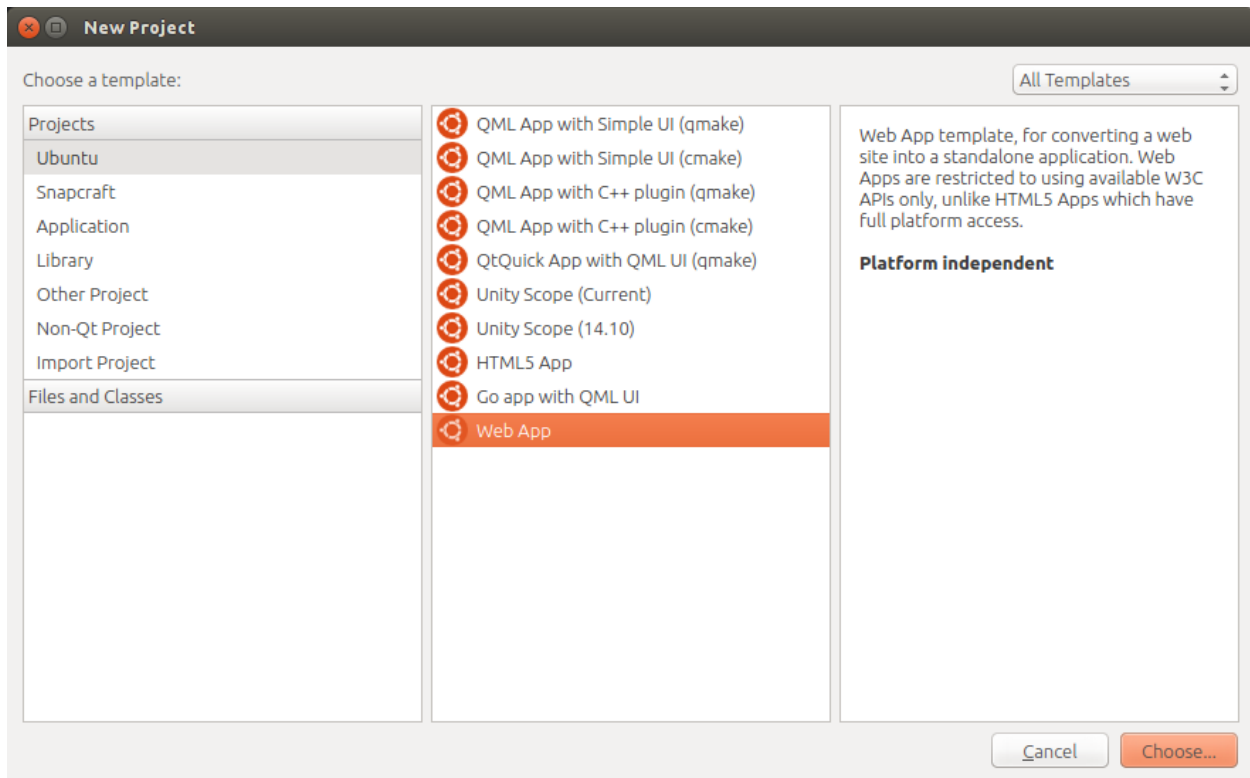 New Project
Choose a template:
All Templates
Projects
Ubuntu
Snapcraft
Application
Library
Other Project
Non-Qt Project
Import Project
Files and Classes
QML App with Simple UI (qmake)
QML App with Simple UI (cmake)
QML App with C++ plugin (qmake)
QML App with C++ plugin (cmake)
QtQuick App with QML UI (qmake)
Unity Scope (Current)
Unity Scope (14.10)
HTML5 App
Go app with QML UI
Web App
Web App template, for converting a web
site into a standalone application. Web
Apps are restricted to using available W3C
APIs only, unlike HTML5 Apps which have
full platform access.
Platform independent
Cancel
Choose...